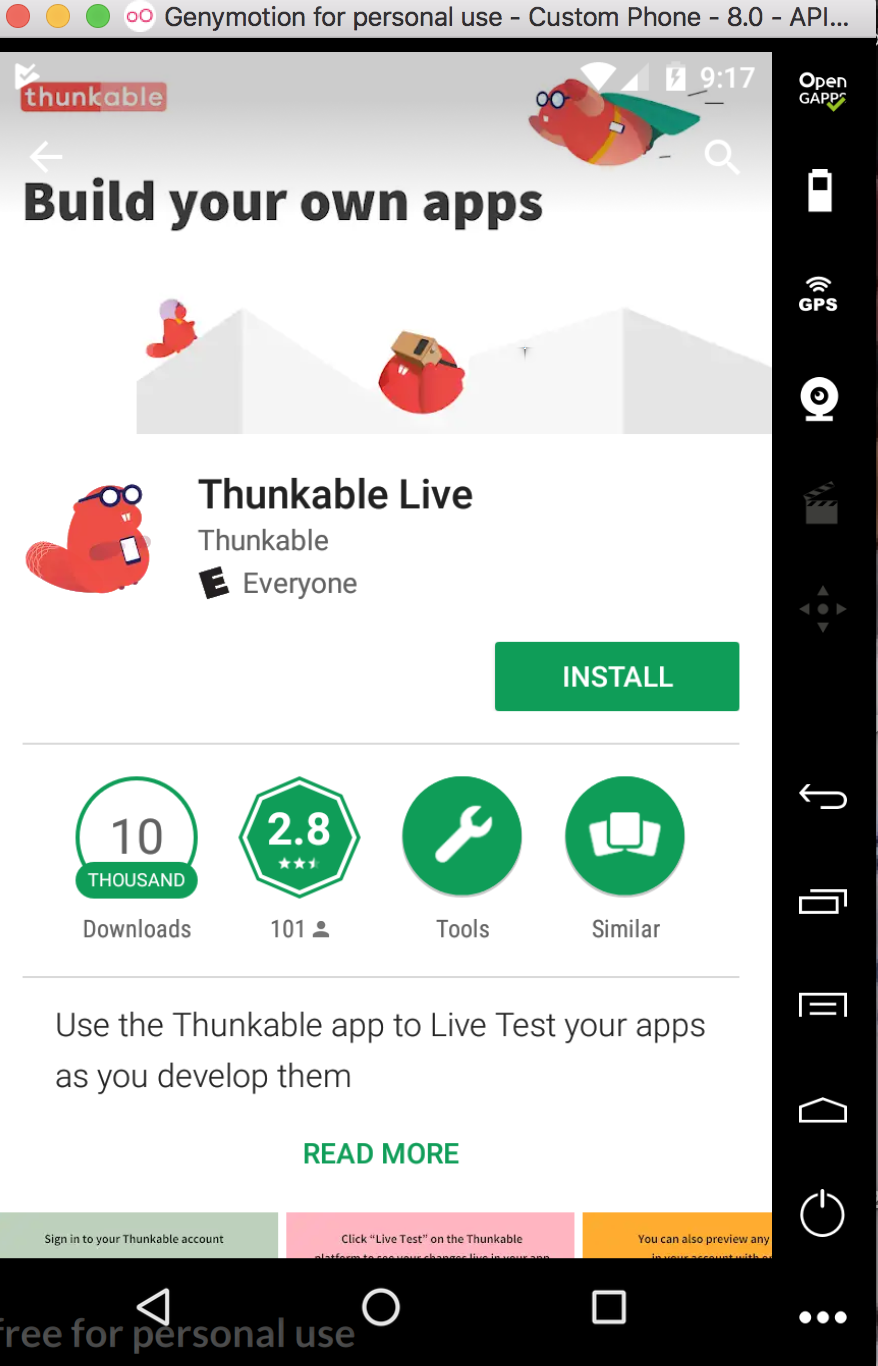 Genymotion for personal use - Custom Phone - 8.0 - API...
9:17
thunkable
Build your own apps
Open
GAPPS
GPS
Thunkable Live
Thunkable
E Everyone
INSTALL
10
THOUSAND
Downloads
2.8
101
Tools
Similar
Use the Thunkable app to Live Test your apps
as you develop them
READ MORE
Sign in to your Thunkable account
Click “Live Test” on the Thunkable
platform to see your changes live in your app
You can also preview any
in your account with
free for personal use